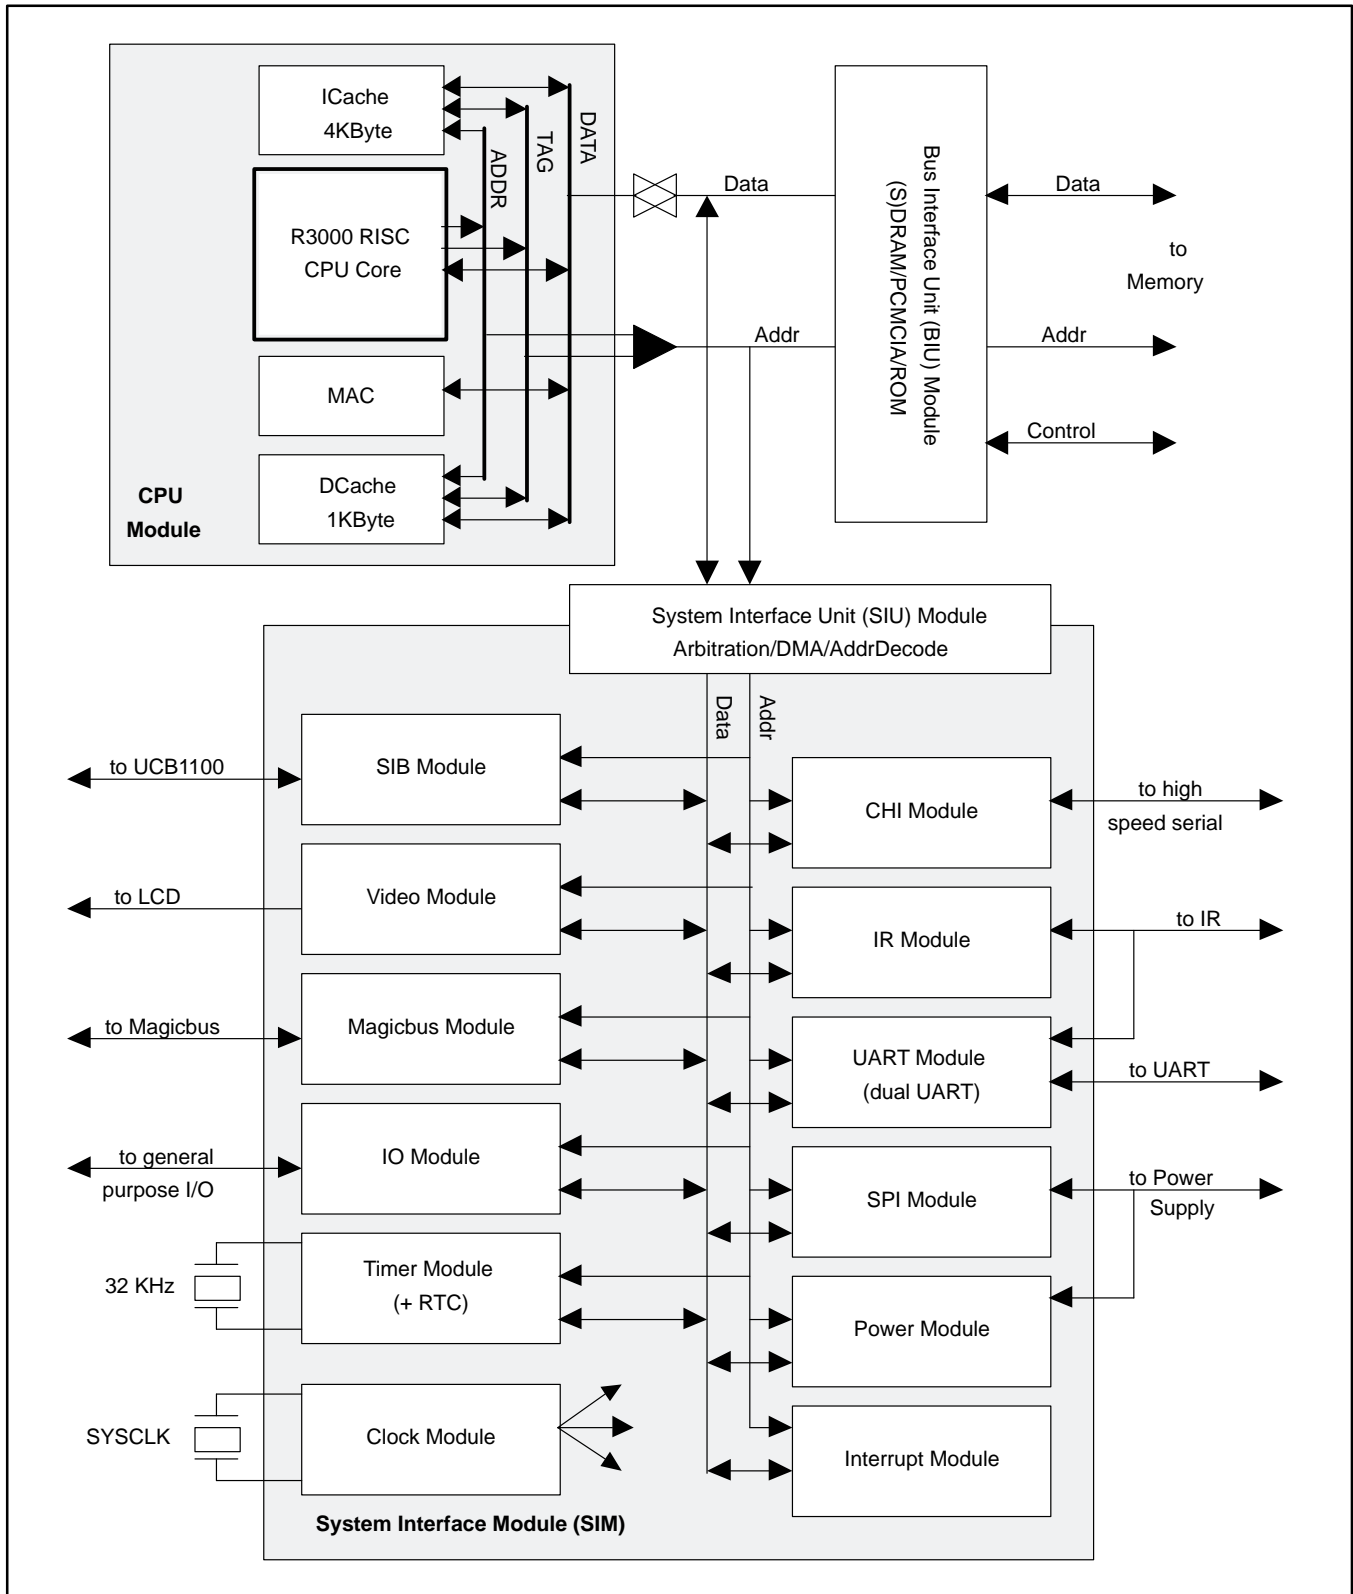 ICache
4KByte
DATA
TAG
ADDR
R3000 RISC
CPU Core
MAC
DCache
1KByte
CPU
Module
Data
Addr
Bus Interface Unit (BIU) Module
(S)DRAM/PCMCIA/ROM
Data
to
Memory
Addr
Control
System Interface Unit (SIU) Module
Arbitration/DMA/AddrDecode
Data
Addr
to UCB1100
SIB Module
CHI Module
to high
speed serial
to LCD
Video Module
IR Module
to IR
to Magicbus
Magicbus Module
UART Module
(dual UART)
to UART
to general
purpose I/O
IO Module
SPI Module
to Power
Supply
32 KHz
Timer Module
(+ RTC)
Power Module
SYSCLK
Clock Module
Interrupt Module
System Interface Module (SIM)